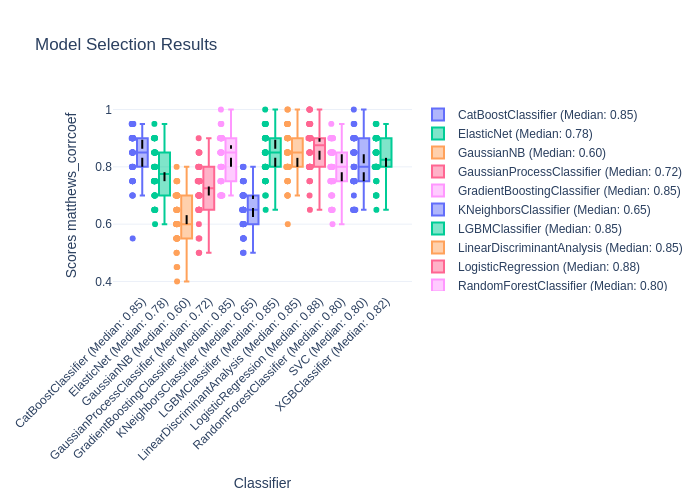 Model Selection Results
Scores matthews_corrcoef
1
0.8
0.6
0.4
CatBoostClassifier (Median: 0.85)
ElasticNet (Median: 0.78)
GaussianNB (Median: 0.60)
GaussianProcessClassifier (Median: 0.72)
GradientBoostingClassifier (Median: 0.85)
KNeighborsClassifier (Median: 0.65)
LGBMClassifier (Median: 0.85)
LinearDiscriminantAnalysis (Median: 0.85)
LogisticRegression (Median: 0.88)
RandomForestClassifier (Median: 0.80)
SVC (Median: 0.80)
XGBClassifier (Median: 0.82)
Classifier
CatBoostClassifier (Median: 0.85)
ElasticNet (Median: 0.78)
GaussianNB (Median: 0.60)
GaussianProcessClassifier (Median: 0.72)
GradientBoostingClassifier (Median: 0.85)
KNeighborsClassifier (Median: 0.65)
LGBMClassifier (Median: 0.85)
LinearDiscriminantAnalysis (Median: 0.85)
LogisticRegression (Median: 0.88)
RandomForestClassifier (Median: 0.80)